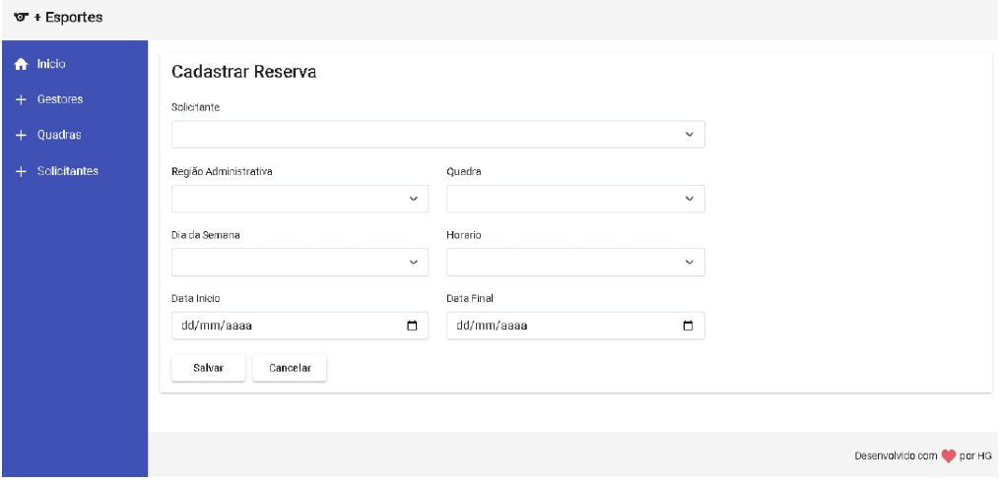 + Esportes
Inicio
Gestores
Quadras
Solicitantes
Cadastrar Reserva
Solicitante
Região Administrativa
Quadra
Dia da Semana
Horario
Data Inicio
Data Final
dd/mm/aaaa
dd/mm/aaaa
Salvar
Cancelar
Desenvolvido com ❤ por HG